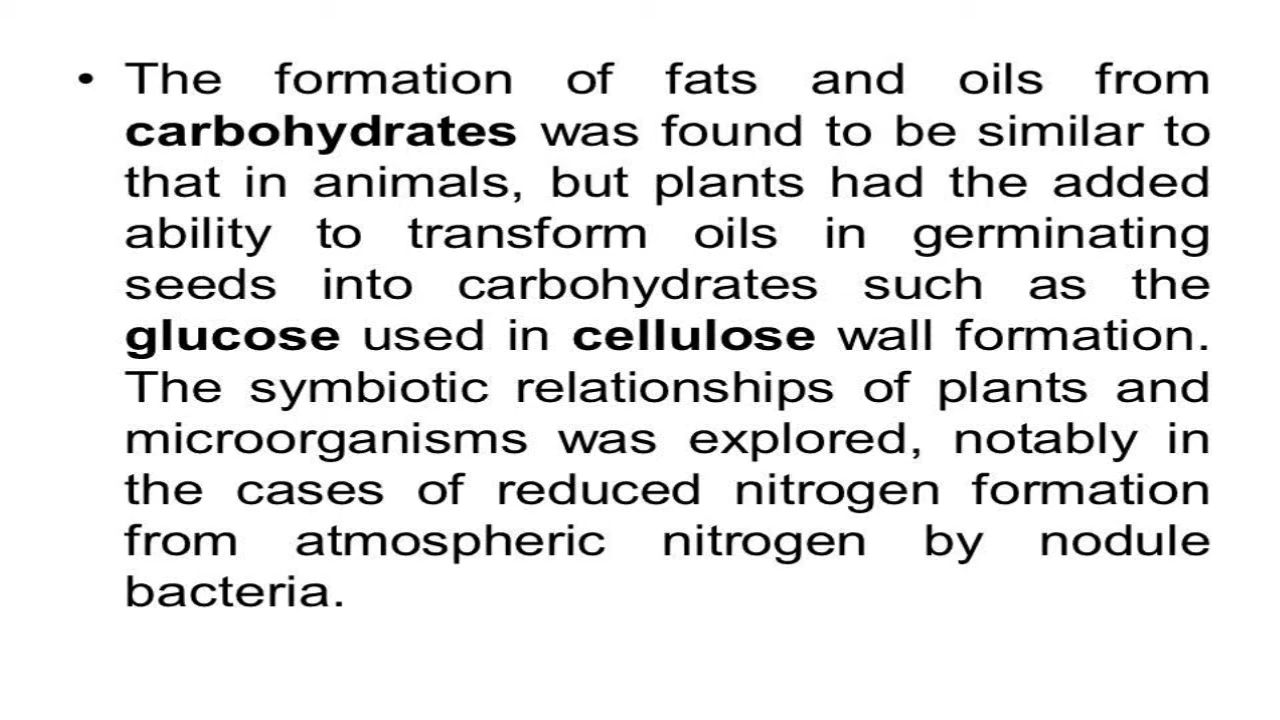 • The formation of fats and oils from
carbohydrates was found to be similar to
that in animals, but plants had the added
ability to transform oils in germinating
seeds into carbohydrates such as the
glucose used in cellulose wall formation.
The symbiotic relationships of plants and
microorganisms was explored, notably in
the cases of reduced nitrogen formation
from atmospheric nitrogen by nodule
bacteria.